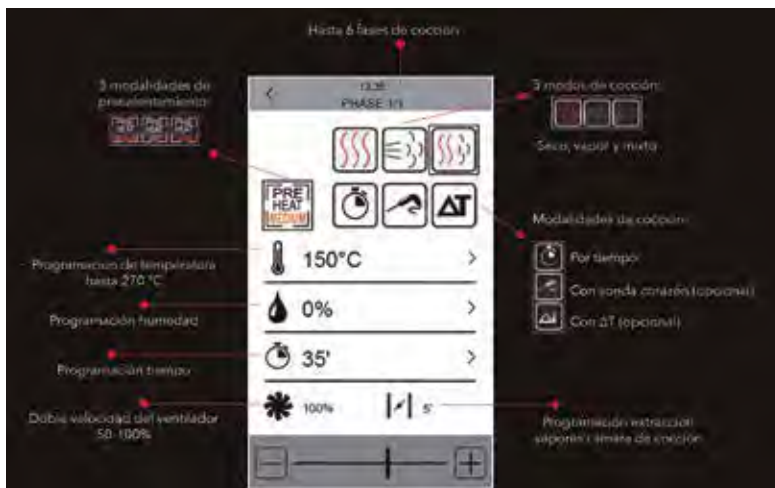 Hasta 6 fases de cocción
3 modalidades de
precalentamiento:
3 modos de cocción:
Seco, vapor y mixto
13:35
PHASE 1/1
PRE
HEAT
MEDIUM
ΔT
Modalidades de cocción:
Por tiempo
Con sonda corazón (opcional)
ΔT
Con ΔT (opcional)
Programación de temperatura
hasta 270 °C
150°C
Programación humedad
0%
Programación tiempo
35'
Doble velocidad del ventilador
50-100%
100%
5'
Programación extracción
vapores cámara de cocción